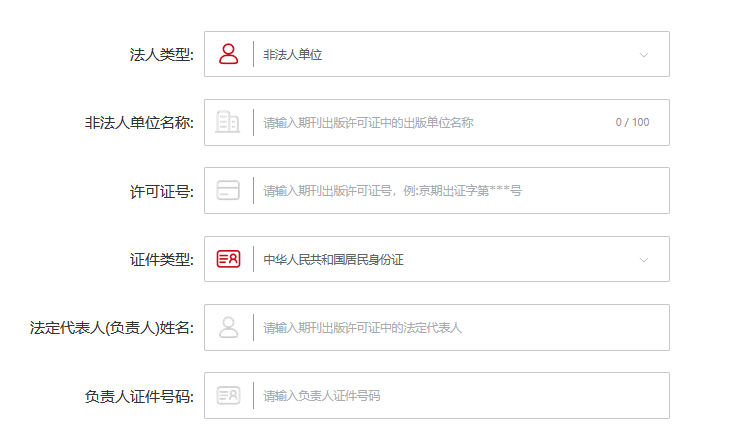 法人类型: 非法人单位
非法人单位名称: 请输入期刊出版许可证中的出版单位名称 0 / 100
许可证号: 请输入期刊出版许可证号，例:京期出证字第***号
证件类型: 中华人民共和国居民身份证
法定代表人(负责人)姓名: 请输入期刊出版许可证中的法定代表人
负责人证件号码: 请输入负责人证件号码